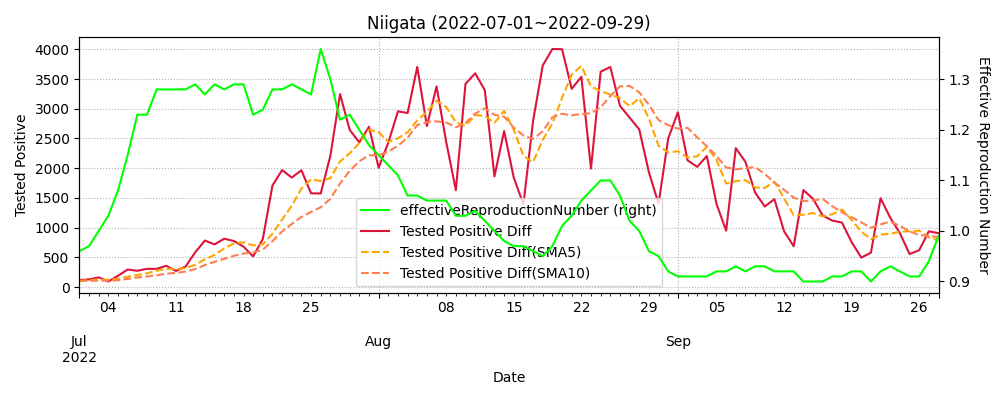 Niigata (2022-07-01~2022-09-29)
Tested Positive
4000
3500
3000
2500
2000
1500
1000
500
0
1.3
1.2
1.1
1.0
0.9
Effective Reproduction Number
effectiveReproductionNumber (right)
Tested Positive Diff
Tested Positive Diff(SMA5)
Tested Positive Diff(SMA10)
04 11 18 25 08 15 22 29 05 12 19 26
Jul Aug Sep
2022
Date